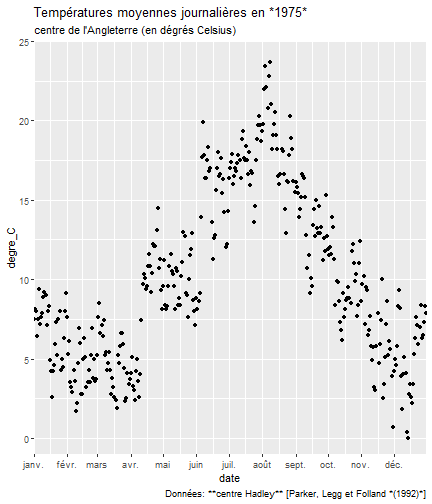 Températures moyennes journalières en *1975*
centre de l'Angleterre (en dégrés Celsius)
degre_C
25
20
15
10
5
0
janv. févr. mars avr. mai juin juil. août sept. oct. nov. déc.
date
Données: **centre Hadley** [Parker, Legg et Folland *(1992)*]